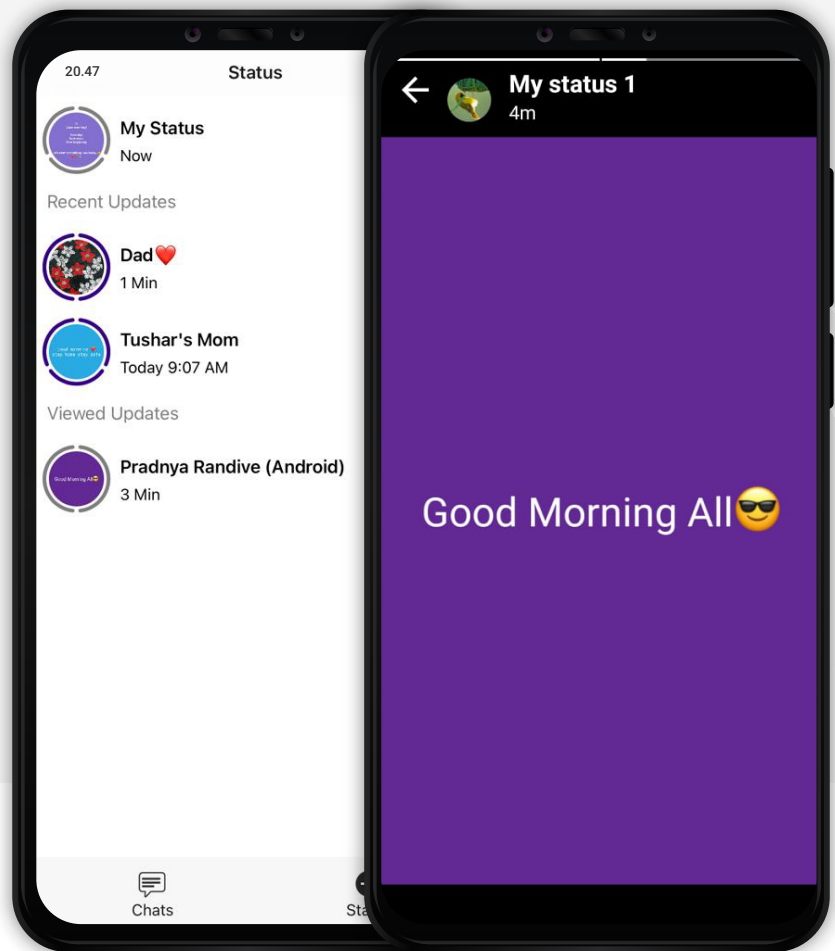 20.47
Status
My Status
Now
Recent Updates
Dad❤️
1 Min
Tushar's Mom
Today 9:07 AM
Viewed Updates
Good Morning All😎
Pradnya Randive (Android)
3 Min
Chats
Sta
My status 1
4m
Good Morning All😎